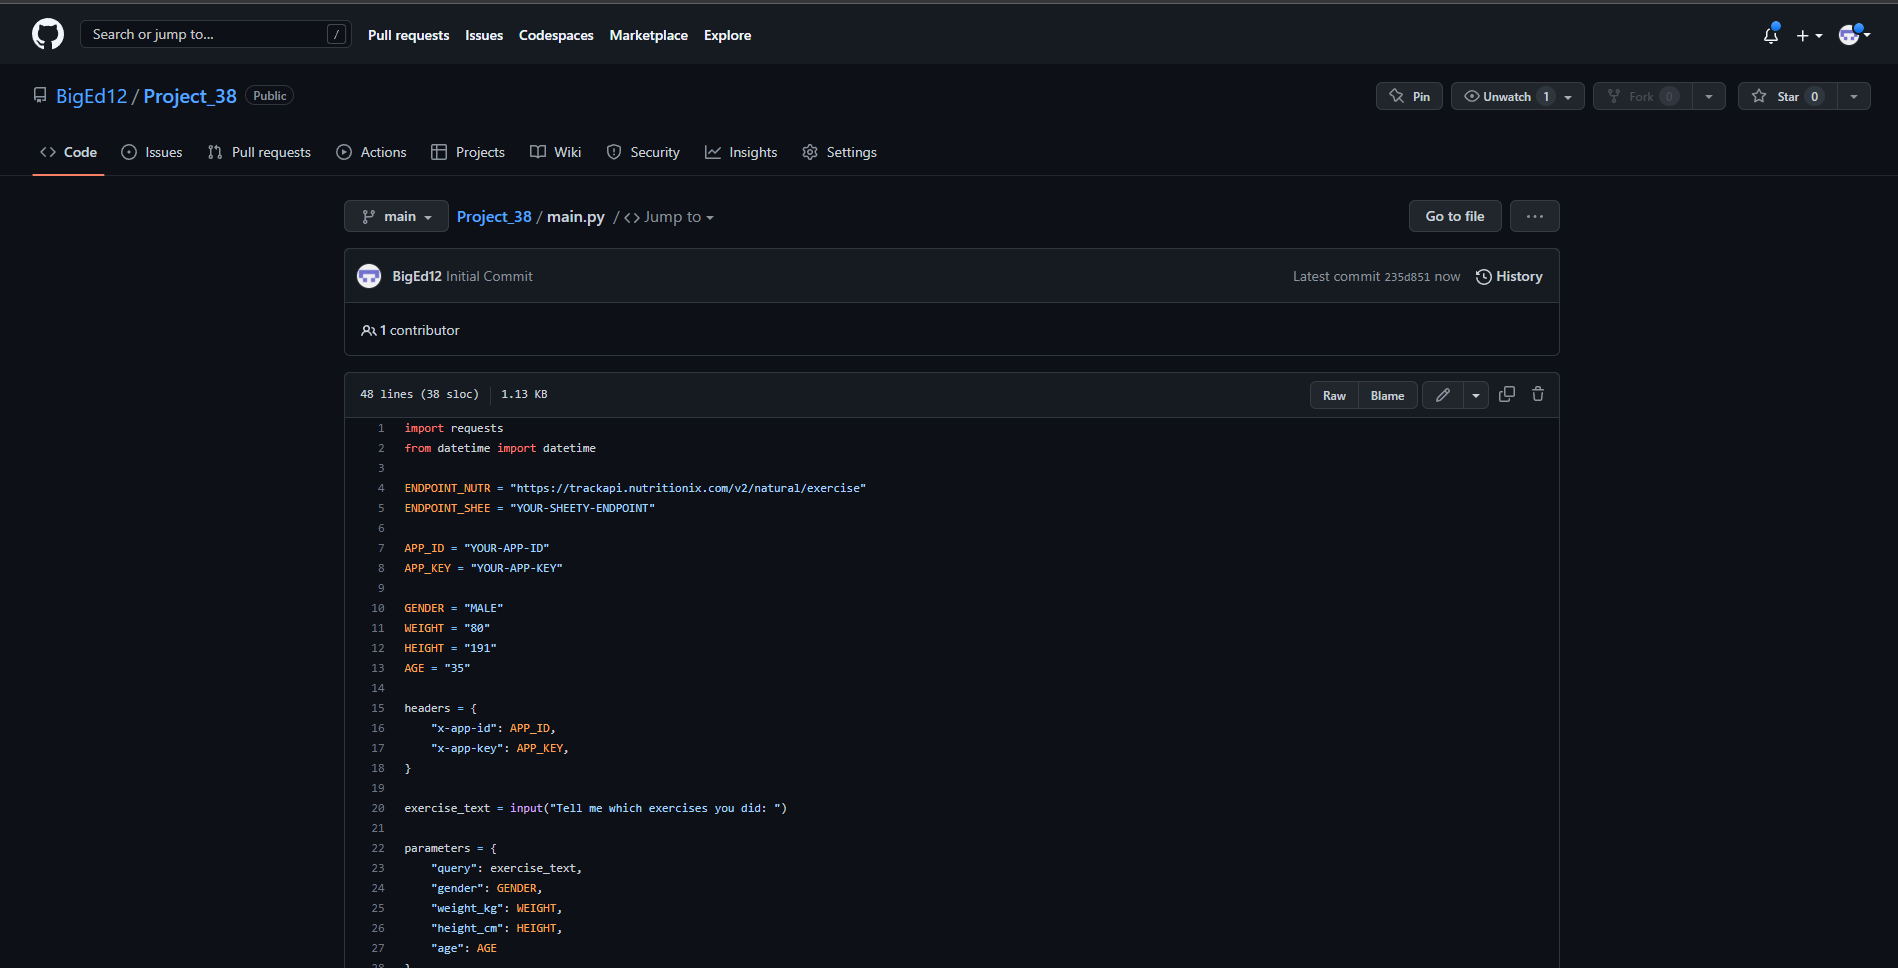 Search or jump to... /
Pull requests Issues Codespaces Marketplace Explore
BigEd12 / Project_38 Public
Pin Unwatch 1 Fork 0 Star 0
Code Issues Pull requests Actions Projects Wiki Security Insights Settings
main Project_38 / main.py / <> Jump to Go to file ...
BigEd12 Initial Commit Latest commit 235d851 now History
1 contributor
48 lines (38 sloc) 1.13 KB Raw Blame
1 import requests
2 from datetime import datetime
3
4 ENDPOINT_NUTR = "https://trackapi.nutritionix.com/v2/natural/exercise"
5 ENDPOINT_SHEE = "YOUR-SHEETY-ENDPOINT"
6
7 APP_ID = "YOUR-APP-ID"
8 APP_KEY = "YOUR-APP-KEY"
9
10 GENDER = "MALE"
11 WEIGHT = "80"
12 HEIGHT = "191"
13 AGE = "35"
14
15 headers = {
16     "x-app-id": APP_ID,
17     "x-app-key": APP_KEY,
18 }
19
20 exercise_text = input("Tell me which exercises you did: ")
21
22 parameters = {
23     "query": exercise_text,
24     "gender": GENDER,
25     "weight_kg": WEIGHT,
26     "height_cm": HEIGHT,
27     "age": AGE
28 }